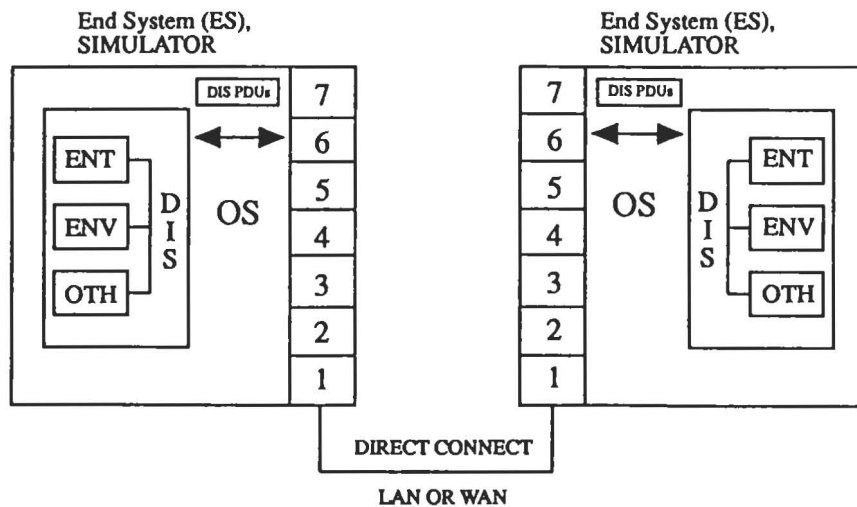 End System (ES),
SIMULATOR
DIS PDUs
7
6
5
4
3
2
1
ENT
ENV
OTH
D
I
S
OS
End System (ES),
SIMULATOR
7
6
5
4
3
2
1
DIS PDUs
OS
D
I
S
ENT
ENV
OTH
DIRECT CONNECT
LAN OR WAN